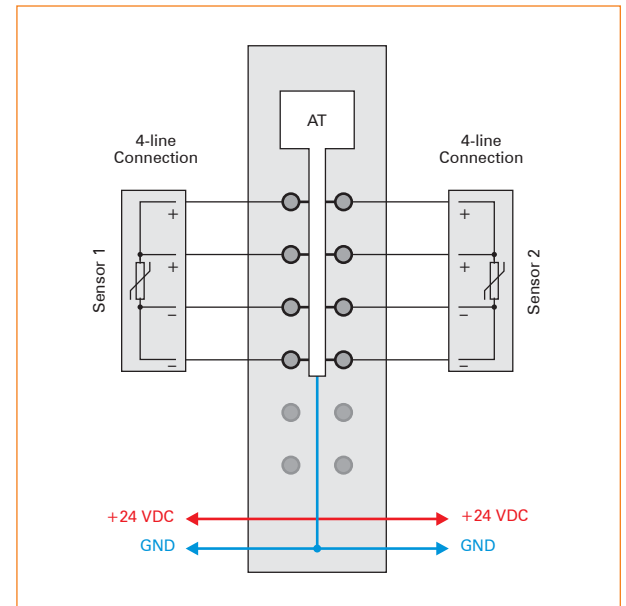 AT
4-line
Connection
4-line
Connection
Sensor 1
+
+
−
−
+
+
−
−
Sensor 2
+24 VDC
+24 VDC
GND
GND